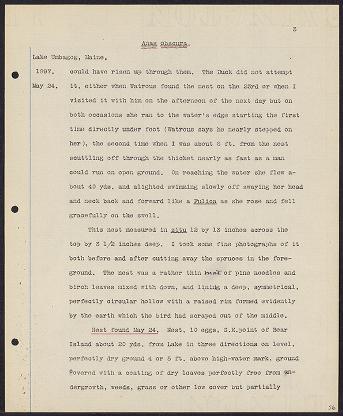 3
Anas obscura.
Lake Umbagog, Maine.
1897. could have risen up through them. The Duck did not attempt
May 24. it, either when Watrous found the nest on the 23rd or when I
visited it with him on the afternoon of the next day but on
both occasions she ran to the water's edge starting the first
time directly under foot (Watrous says he nearly stepped on
her), the second time when I was about 8 ft. from the nest
scuttling off through the thicket nearly as fast as a man
could run on open ground. On reaching the water she flew a-
bout 40 yds. and alighted swimming slowly off swaying her head
and neck back and forward like a Fulica as she rose and fell
gracefully on the swell.
This nest measured in situ 12 by 13 inches across the
top by 3 1/2 inches deep. I took some fine photographs of it
both before and after cutting away the spruces in the fore-
ground. The nest was a rather thin bed of pine needles and
birch leaves mixed with down, and lining a deep, symmetrical,
perfectly circular hollow with a raised rim formed evidently
by earth which the bird had scraped out of the middle.
Nest found May 24. Nest, 10 eggs, S.E.point of Bear
Island about 20 yds. from Lake in three directions on level,
perfectly dry ground 4 or 5 ft. above high-water mark, ground
covered with a coating of dry leaves perfectly free from un-
dergrowth, weeds, grass or other low cover but partially